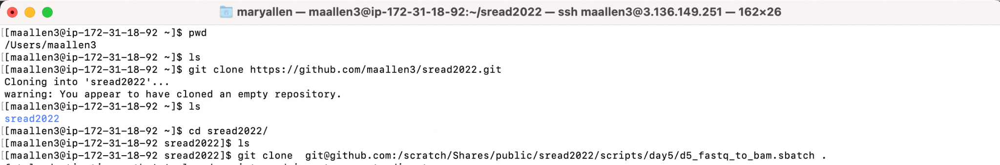 maryallen — maallen3@ip-172-31-18-92:~/sread2022 — ssh maallen3@3.136.149.251 — 162×26
[[maallen3@ip-172-31-18-92 ~]$ pwd
/Users/maallen3
[[maallen3@ip-172-31-18-92 ~]$ ls
[[maallen3@ip-172-31-18-92 ~]$ git clone https://github.com/maallen3/sread2022.git
Cloning into 'sread2022'...
warning: You appear to have cloned an empty repository.
[[maallen3@ip-172-31-18-92 ~]$ ls
sread2022
[[maallen3@ip-172-31-18-92 ~]$ cd sread2022/
[[maallen3@ip-172-31-18-92 sread2022]$ ls
[[maallen3@ip-172-31-18-92 sread2022]$ git clone  git@github.com:/scratch/Shares/public/sread2022/scripts/day5/d5_fastq_to_bam.sbatch .